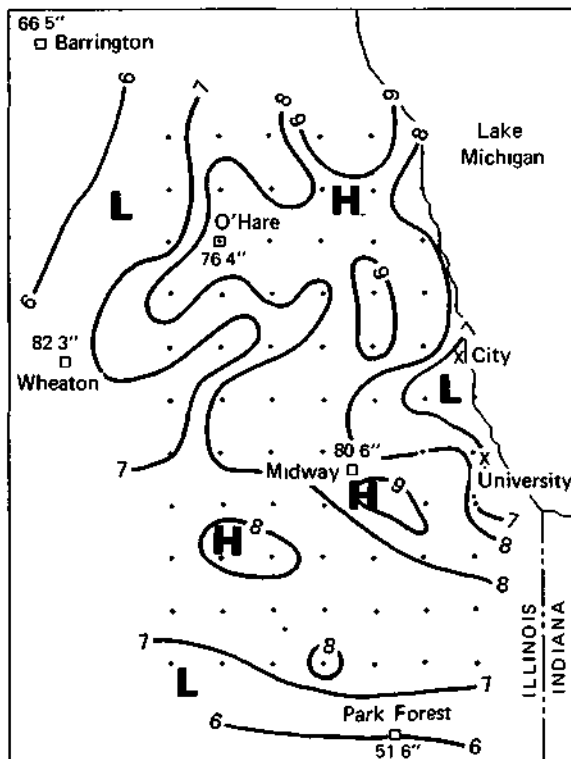 66 5"
Barrington
6
7
8
9
9
8
Lake
Michigan
L
H
O'Hare
76 4"
6
9
82 3"
Wheaton
City
L
7
80 6"
Midway
University
H
9
7
8
H
8
8
ILLINOIS
INDIANA
7
8
L
7
Park Forest
6
51 6"
6